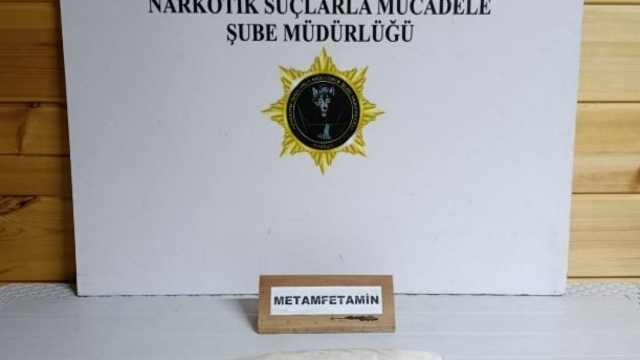 NARKOTİK SUÇLARLA MÜCADELE
ŞUBE MÜDÜRLÜĞÜ
METAMFETAMİN